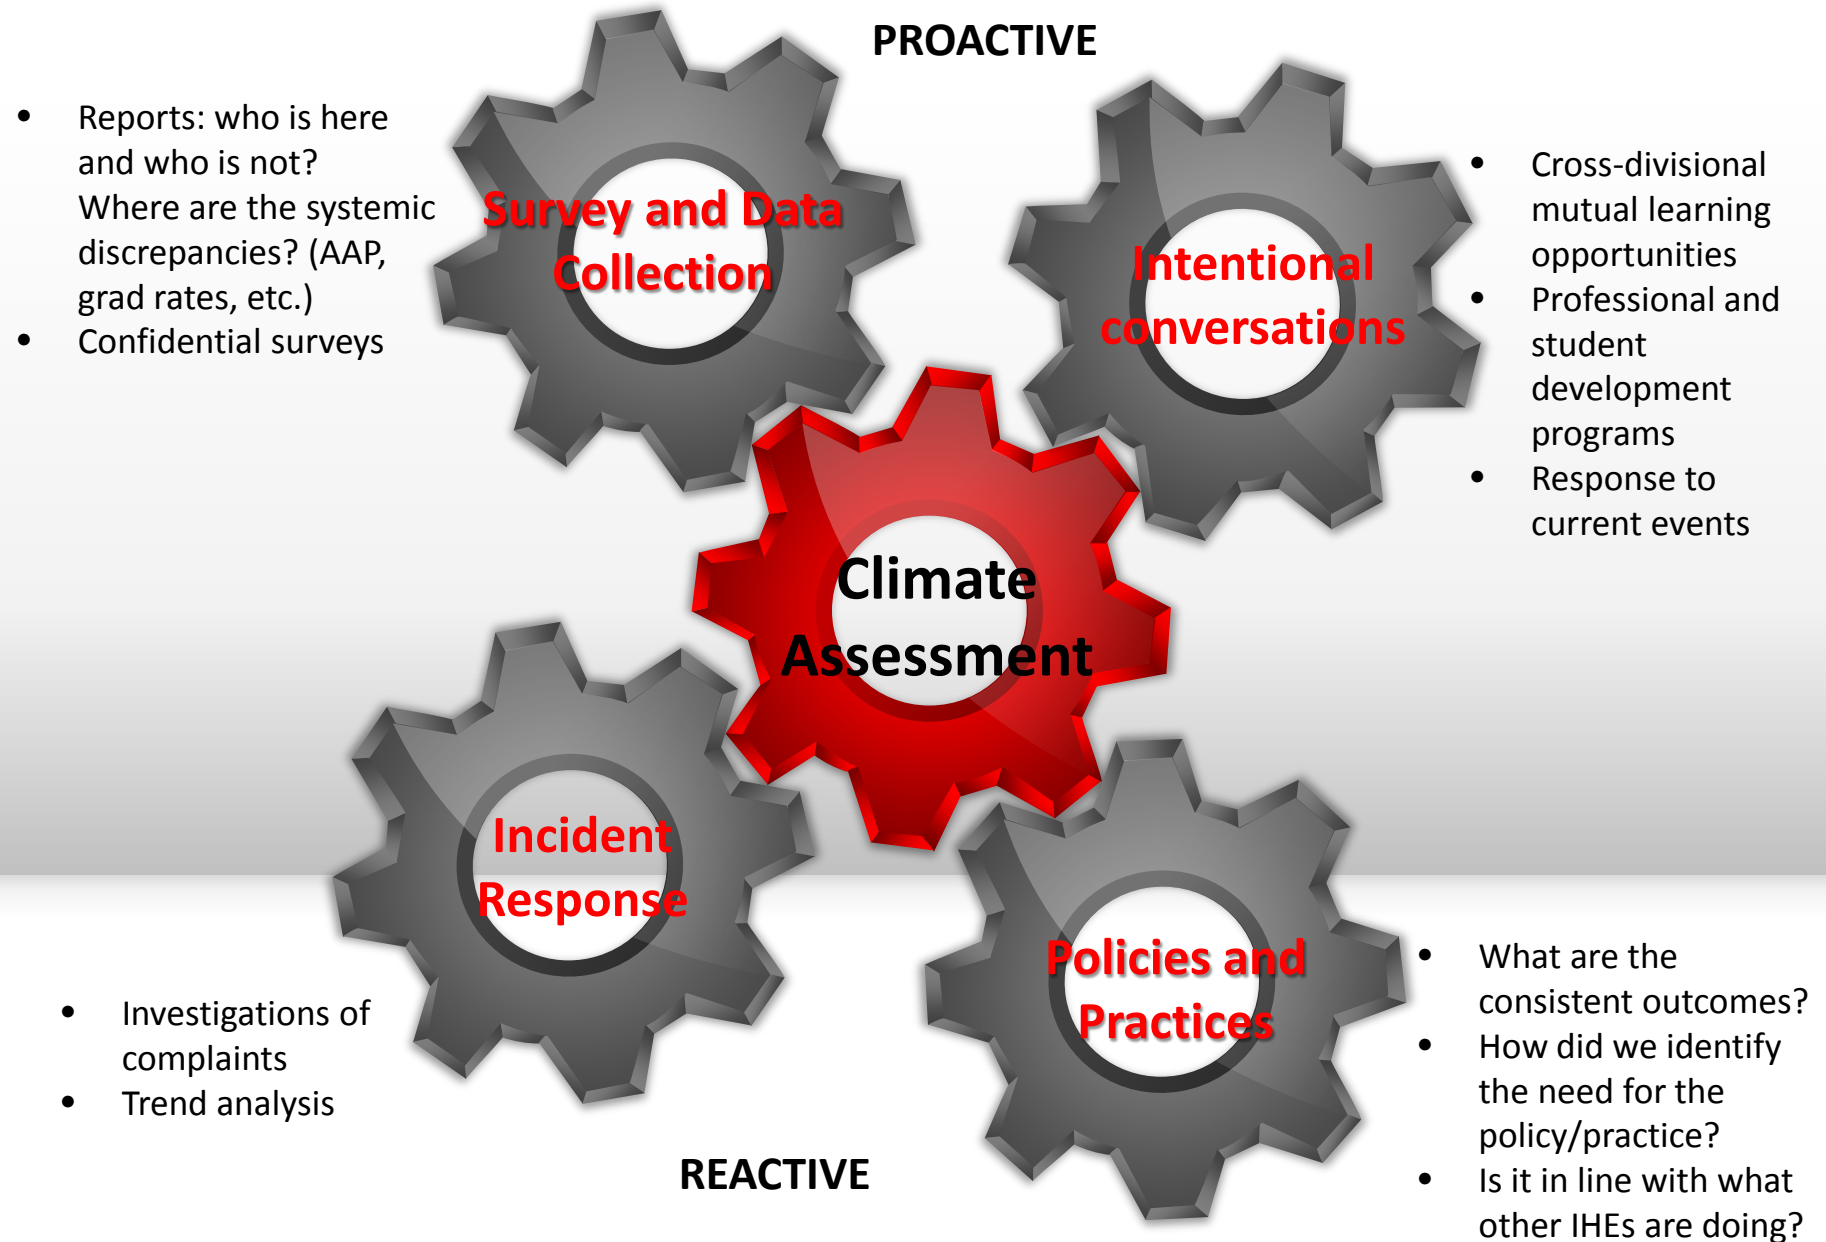 PROACTIVE
• Reports: who is here
and who is not?
Where are the systemic
discrepancies? (AAP,
grad rates, etc.)
• Confidential surveys
Survey and Data
Collection
Intentional
conversations
• Cross-divisional
mutual learning
opportunities
• Professional and
student
development
programs
• Response to
current events
Climate
Assessment
Incident
Response
• Investigations of
complaints
• Trend analysis
Policies and
Practices
• What are the
consistent outcomes?
• How did we identify
the need for the
policy/practice?
• Is it in line with what
other IHEs are doing?
REACTIVE